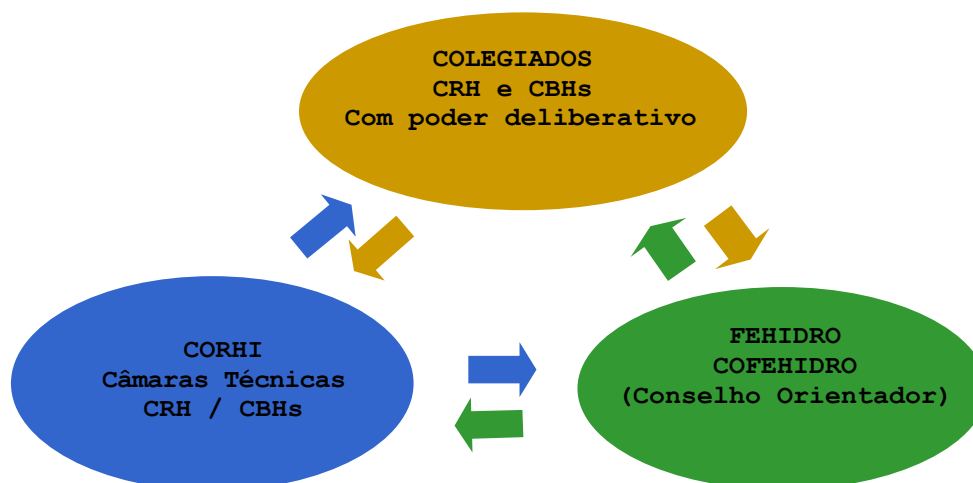 COLEGIADOS
CRH e CBHs
Com poder deliberativo
CORHI
Câmaras Técnicas
CRH / CBHs
FEHIDRO
COFEHIDRO
(Conselho Orientador)